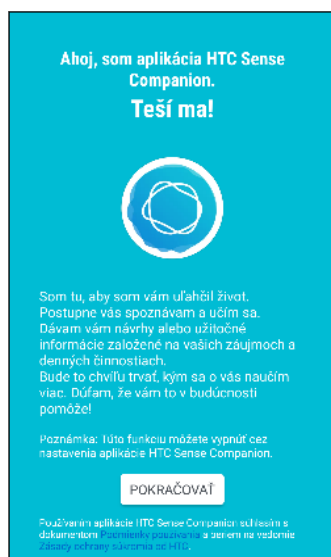 Ahoj, som aplikácia HTC Sense
Companion.
Teší ma!
Som tu, aby som vám uľahčil život.
Postupne vás spoznávam a učím sa.
Dávam vám návrhy alebo užitočné
informácie založené na vašich záujmoch a
denných činnostiach.
Bude to chvíľu trvať, kým sa o vás naučím
viac. Dúfam, že vám to v budúcnosti
pomôže!
Poznámka: Túto funkciu môžete vypnúť cez
nastavenia aplikácie HTC Sense Companion.
POKRAČOVAŤ
Používaním aplikácie HTC Sense Companion súhlasím s
dokumentom Podmienky používania a beriem na vedomie
Zásady ochrany súkromia od HTC.